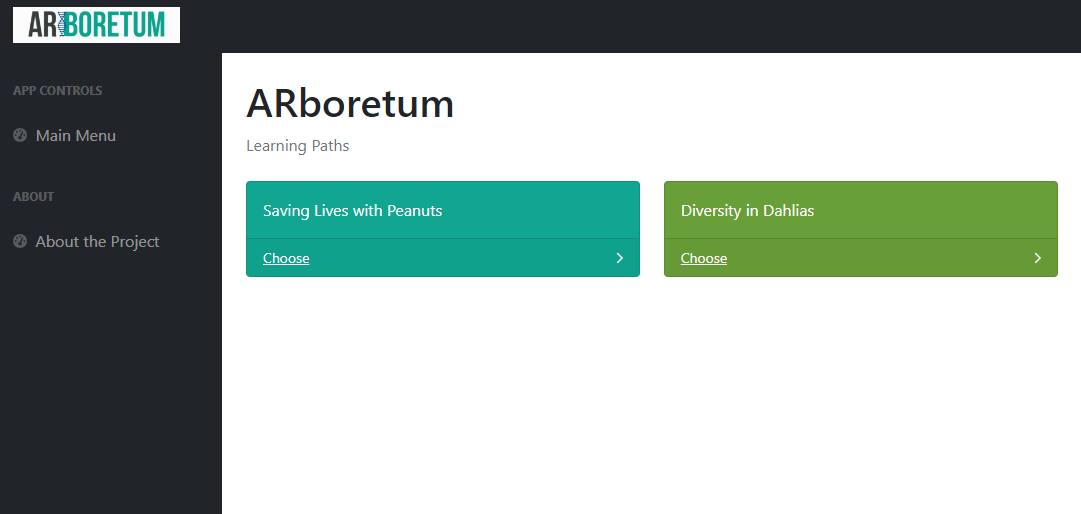 ARBORETUM
APP CONTROLS
Main Menu
ABOUT
About the Project
ARboretum
Learning Paths
Saving Lives with Peanuts
Choose
Diversity in Dahlias
Choose